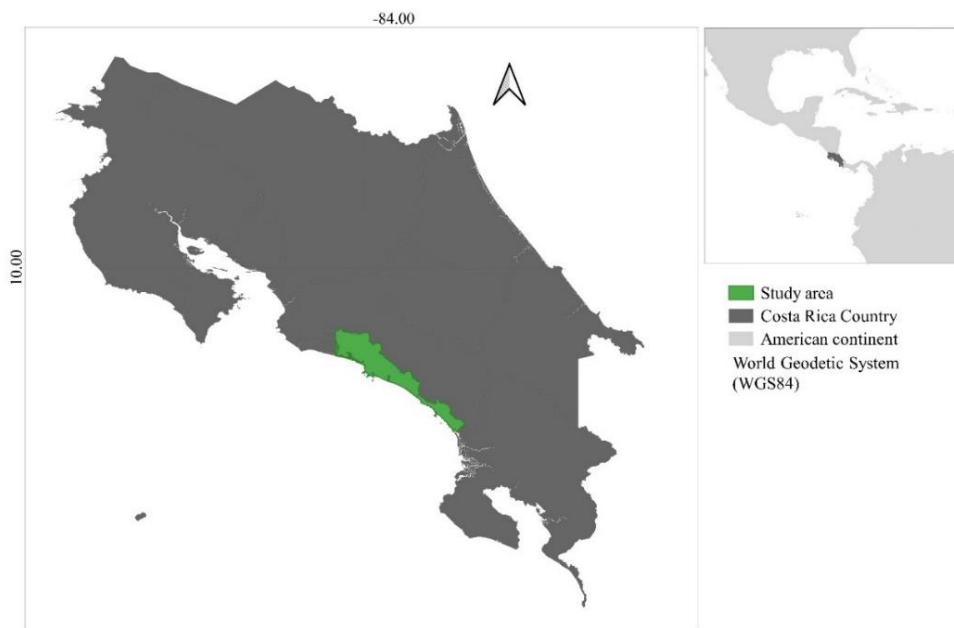 -84.00
10.00
Study area
Costa Rica Country
American continent
World Geodetic System
(WGS84)